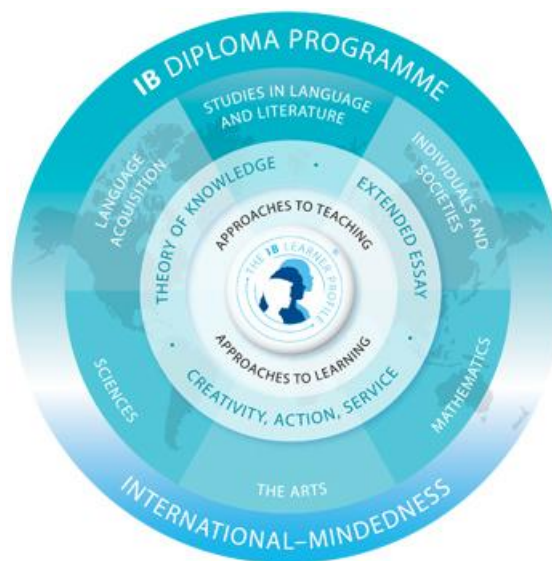 IB DIPLOMA PROGRAMME
STUDIES IN LANGUAGE
AND LITERATURE
LANGUAGE
ACQUISITION
INDIVIDUALS AND
SOCIETIES
THEORY OF KNOWLEDGE
EXTENDED ESSAY
APPROACHES TO TEACHING
THE IB LEARNER PROFILE
®
APPROACHES TO LEARNING
CREATIVITY, ACTION, SERVICE
SCIENCES
MATHEMATICS
THE ARTS
INTERNATIONAL–MINDEDNESS